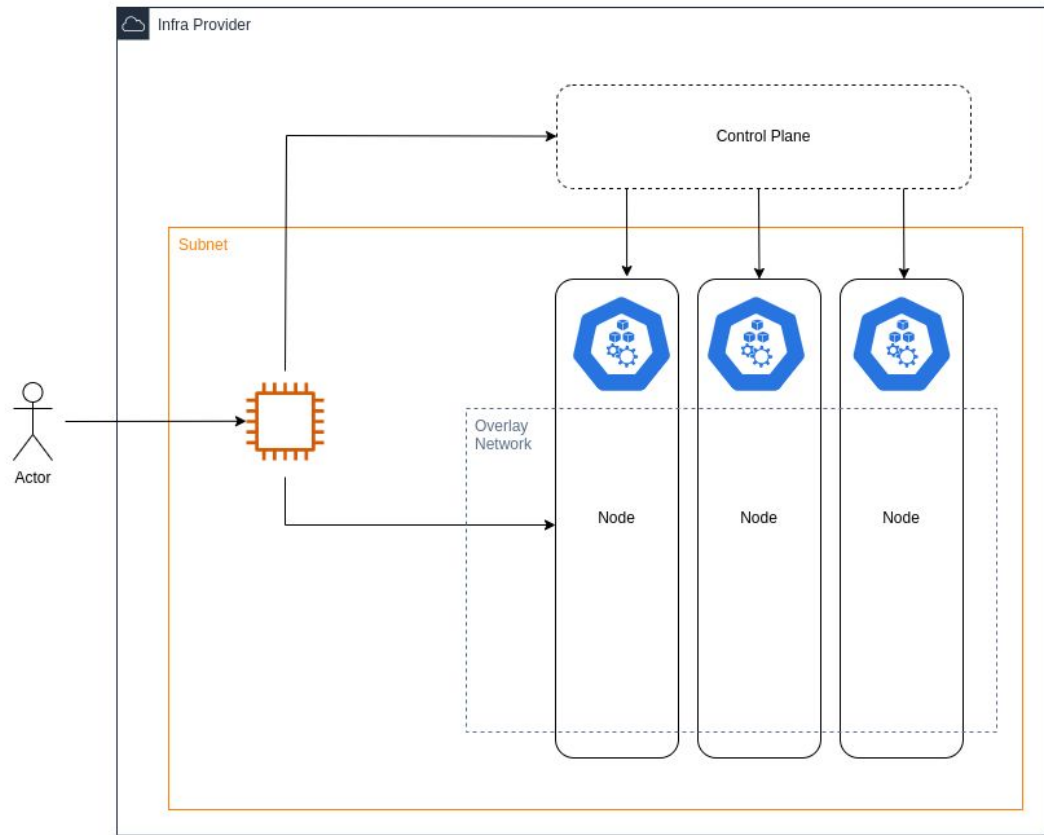 Infra Provider
Control Plane
Subnet
Overlay
Network
Node
Node
Node
Actor